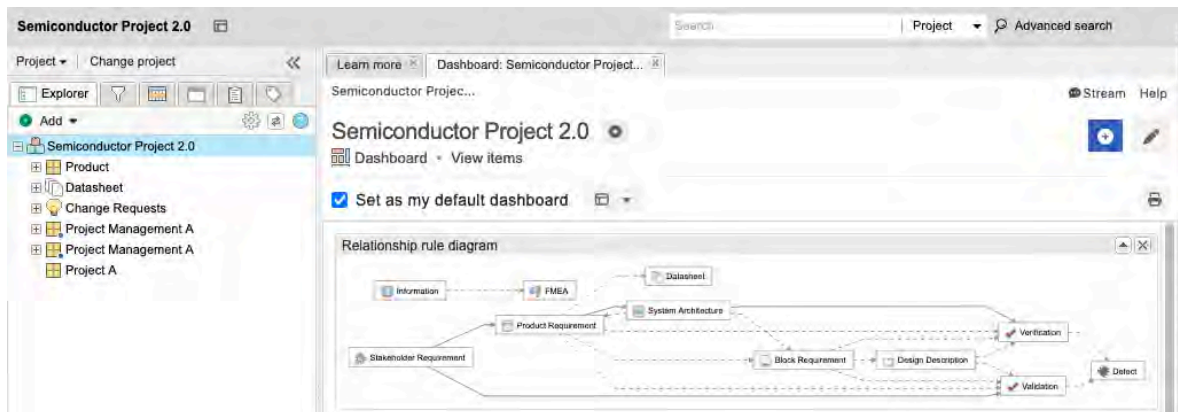 Semiconductor Project 2.0
Search
Project
Advanced search
Project
Change project
Explorer
Add
Semiconductor Project 2.0
Product
Datasheet
Change Requests
Project Management A
Project Management A
Project A
Learn more
Dashboard: Semiconductor Project...
Semiconductor Projec...
Stream
Help
Semiconductor Project 2.0
Dashboard • View items
Set as my default dashboard
Relationship rule diagram
Datasheet
Information
FMEA
System Architecture
Product Requirement
Verification
Stakeholder Requirement
Block Requirement
Design Description
Defect
Validation